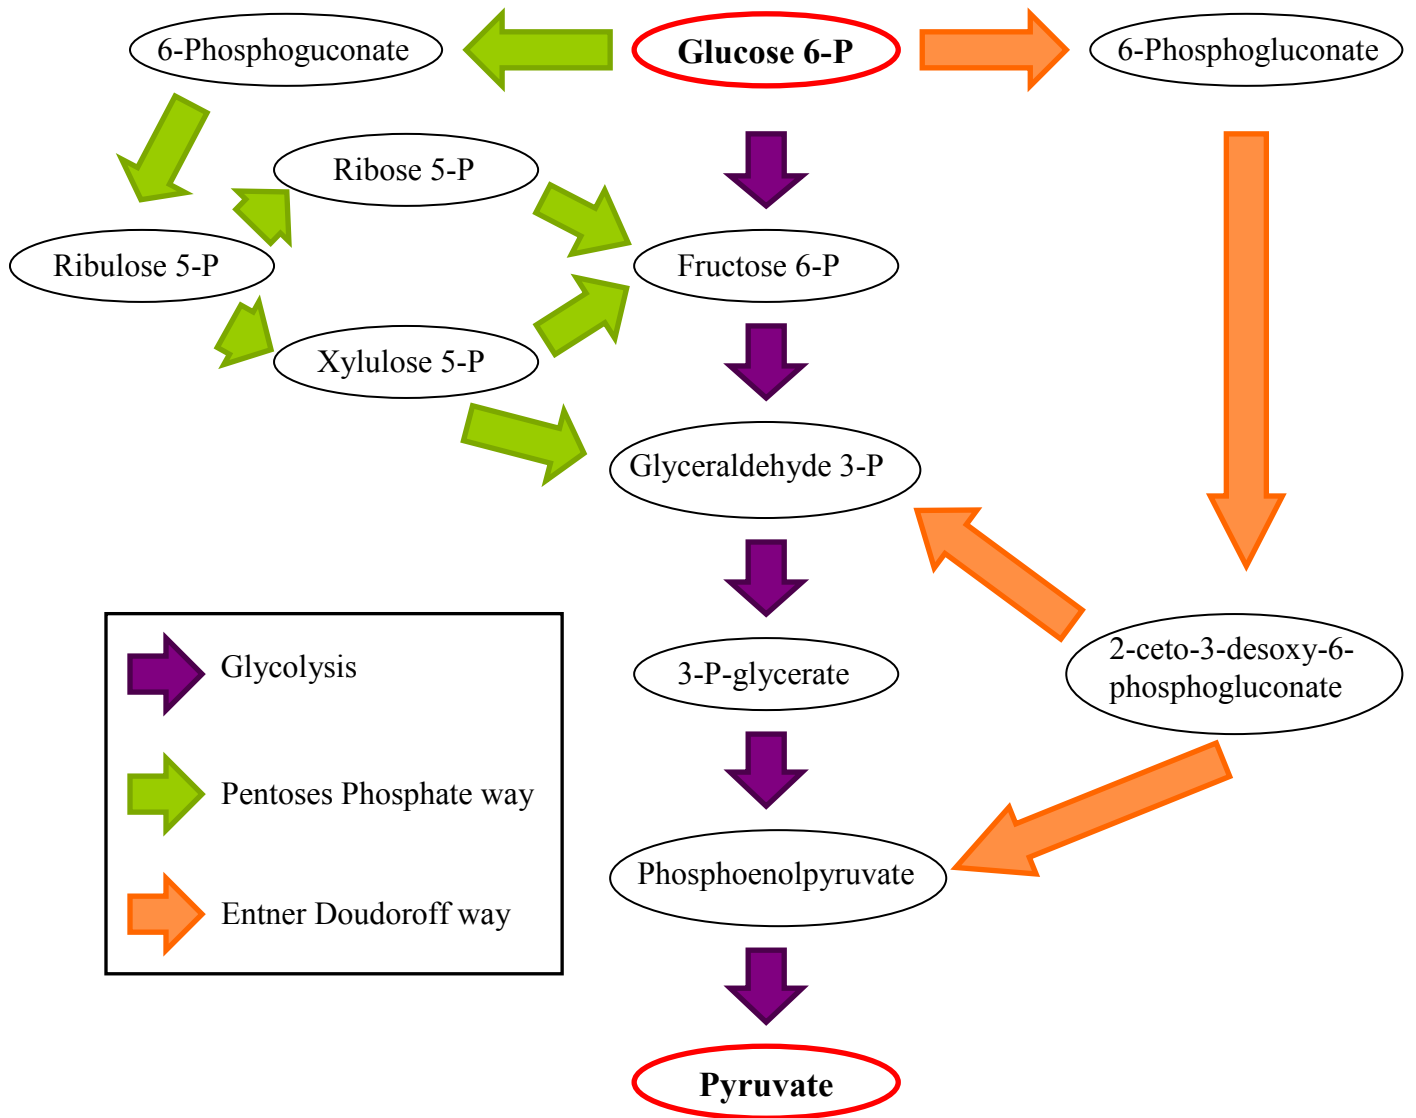 6-Phosphoguconate
Glucose 6-P
6-Phosphogluconate
Ribose 5-P
Ribulose 5-P
Fructose 6-P
Xylulose 5-P
Glyceraldehyde 3-P
2-ceto-3-desoxy-6-
phosphogluconate
Glycolysis
3-P-glycerate
Pentoses Phosphate way
Phosphoenolpyruvate
Entner Doudoroff way
Pyruvate